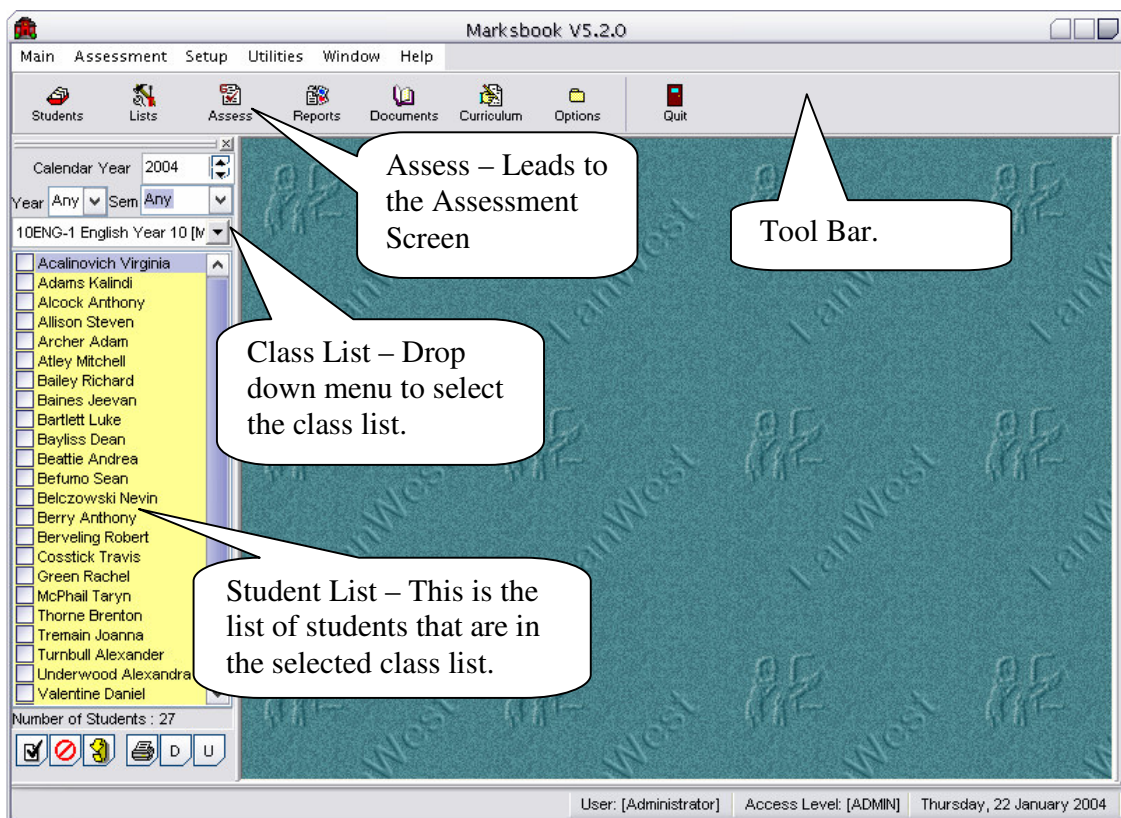 Marksbook V5.2.0
Main Assessment Setup Utilities Window Help
Students Lists Assess Reports Documents Curriculum Options Quit
Calendar Year 2004
Year Any Sem Any
10ENG-1 English Year 10 [M
Acalinovich Virginia
Adams Kalindi
Alcock Anthony
Allison Steven
Archer Adam
Atley Mitchell
Bailey Richard
Baines Jeevan
Bartlett Luke
Bayliss Dean
Beattie Andrea
Befumo Sean
Belczowski Nevin
Berry Anthony
Berveling Robert
Cosstick Travis
Green Rachel
McPhail Taryn
Thorne Brenton
Tremain Joanna
Turnbull Alexander
Underwood Alexandra
Valentine Daniel
Number of Students : 27
D U
Assess – Leads to
the Assessment
Screen
Tool Bar.
Class List – Drop
down menu to select
the class list.
Student List – This is the
list of students that are in
the selected class list.
LanWest
LanWest
LanWest
LanWest
User: [Administrator] Access Level: [ADMIN] Thursday, 22 January 2004